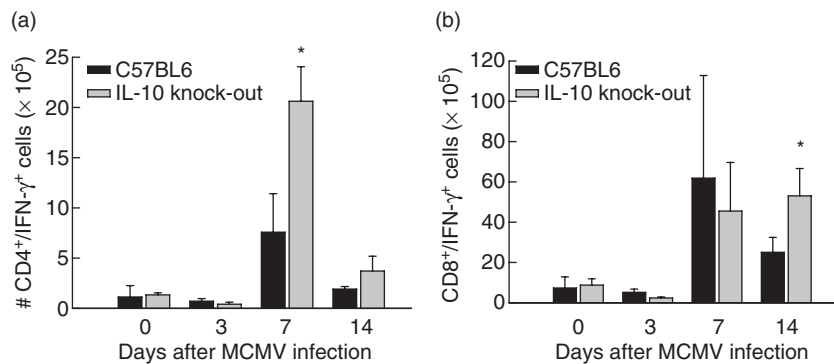 (a)
25
20
15
10
5
0
# CD4⁺/IFN-γ⁺ cells (× 10⁵)
C57BL6
IL-10 knock-out
*
0 3 7 14
Days after MCMV infection
(b)
120
100
80
60
40
20
0
CD8⁺/IFN-γ⁺ cells (× 10⁵)
C57BL6
IL-10 knock-out
*
0 3 7 14
Days after MCMV infection